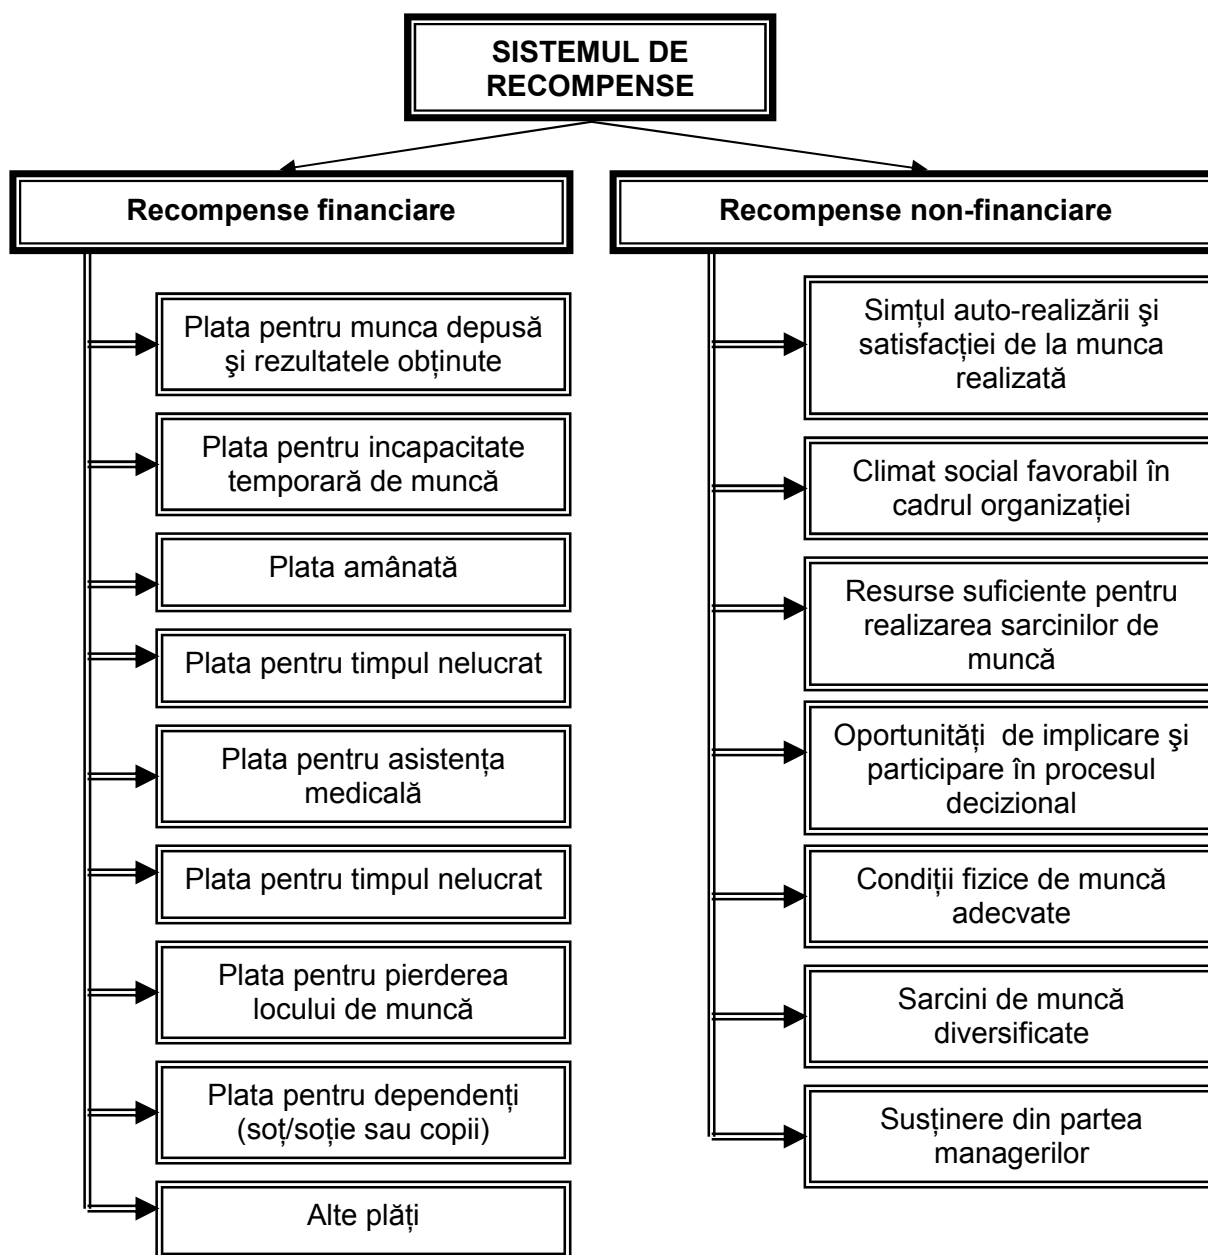 SISTEMUL DE
RECOMPENSE
Recompense financiare
Plata pentru munca depusă
şi rezultatele obținute
Plata pentru incapacitate
temporară de muncă
Plata amânată
Plata pentru timpul nelucrat
Plata pentru asistența
medicală
Plata pentru timpul nelucrat
Plata pentru pierderea
locului de muncă
Plata pentru dependenți
(soț/soție sau copii)
Alte plăți
Recompense non-financiare
Simțul auto-realizării şi
satisfacției de la munca
realizată
Climat social favorabil în
cadrul organizației
Resurse suficiente pentru
realizarea sarcinilor de
muncă
Oportunități  de implicare şi
participare în procesul
decizional
Condiții fizice de muncă
adecvate
Sarcini de muncă
diversificate
Susținere din partea
managerilor